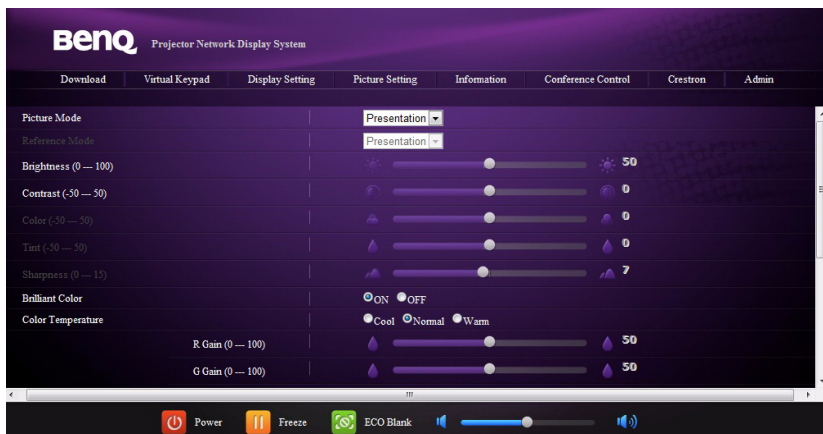 BenQ Projector Network Display System
Download Virtual Keypad Display Setting Picture Setting Information Conference Control Crestron Admin
Picture Mode Presentation
Reference Mode Presentation
Brightness (0 --- 100) 50
Contrast (-50 --- 50) 0
Color (-50 --- 50) 0
Tint (-50 --- 50) 0
Sharpness (0 --- 15) 7
Brilliant Color ON OFF
Color Temperature Cool Normal Warm
R Gain (0 --- 100) 50
G Gain (0 --- 100) 50
Power Freeze ECO Blank